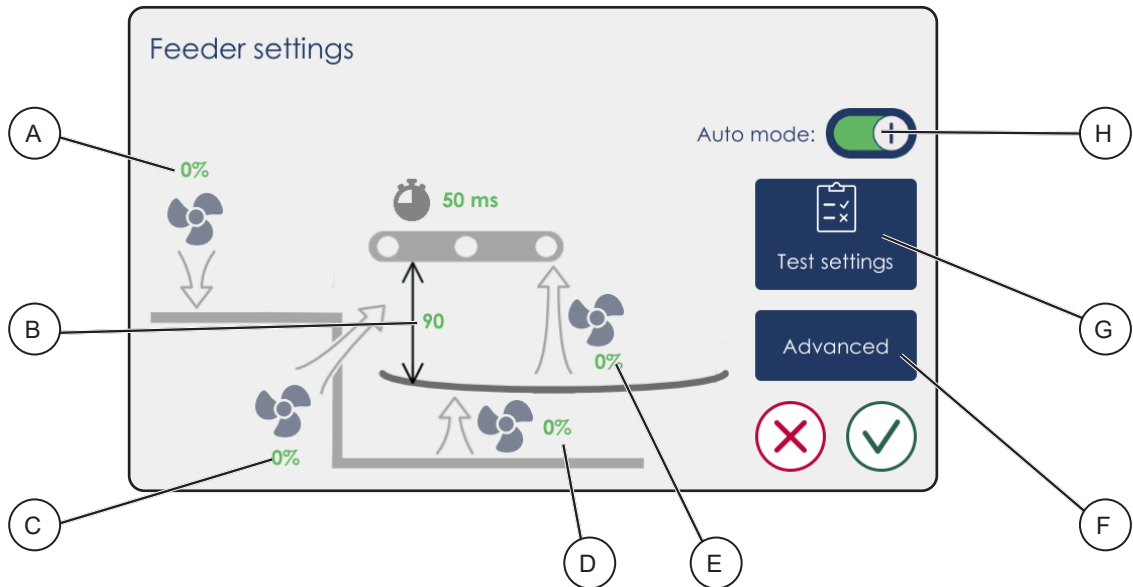 Feeder settings
A
H
Auto mode:
0%
50 ms
Test settings
B
90
G
Advanced
0%
0%
0%
C
F
D
E